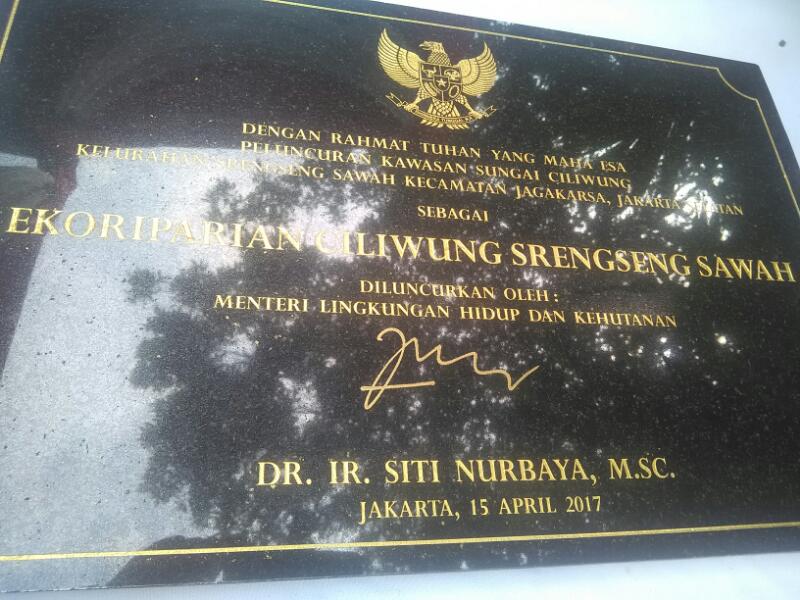 DENGAN RAHMAT TUHAN YANG MAHA ESA
PELUNCURAN KAWASAN SUNGAI CILIWUNG
KELURAHAN SRENGSENG SAWAH KECAMATAN JAGAKARSA, JAKARTA SELATAN
SEBAGAI
EKORIPARIAN CILIWUNG SRENGSENG SAWAH
DILUNCURKAN OLEH :
MENTERI LINGKUNGAN HIDUP DAN KEHUTANAN
DR. IR. SITI NURBAYA, M.SC.
JAKARTA, 15 APRIL 2017